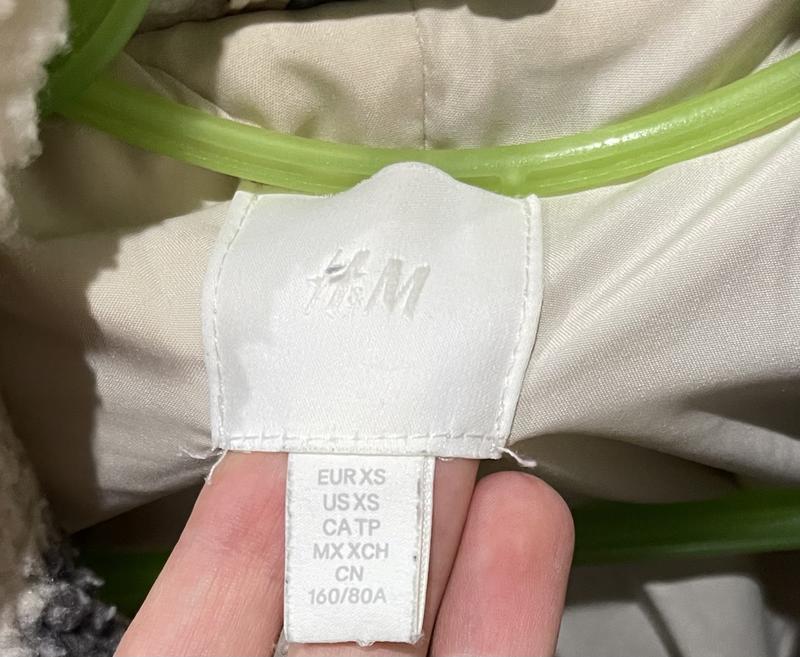 H&M
EUR XS
US XS
CA TP
MX XCH
CN
160/80A